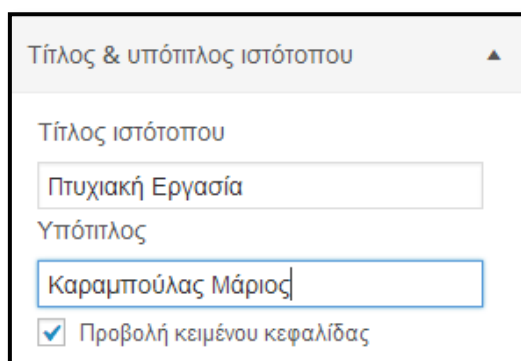 Τίτλος & υπότιτλος ιστότοπου
Τίτλος ιστότοπου
Πτυχιακή Εργασία
Υπότιτλος
Καραμπούλας Μάριος
Προβολή κειμένου κεφαλίδας